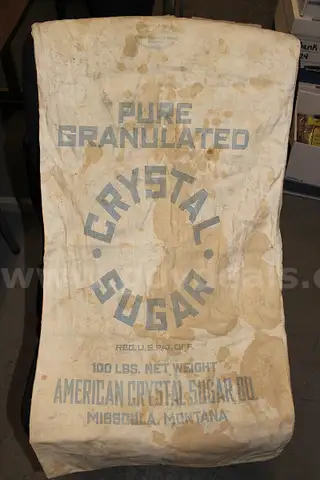 PURE
GRANULATED
CRYSTAL
SUGAR
REG. U.S. PAT. OFF.
100 LBS. NET WEIGHT
AMERICAN CRYSTAL SUGAR CO.
MISSOULA, MONTANA